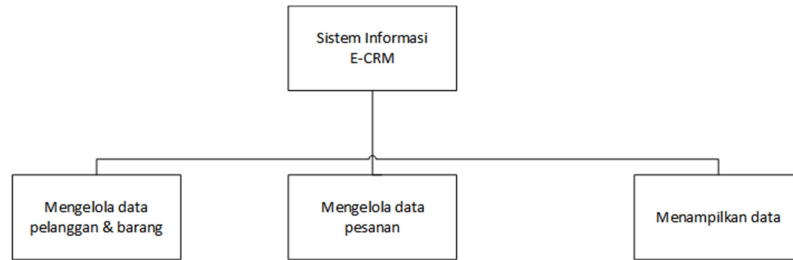 Sistem Informasi
E-CRM
Mengelola data
pelanggan & barang
Mengelola data
pesanan
Menampilkan data